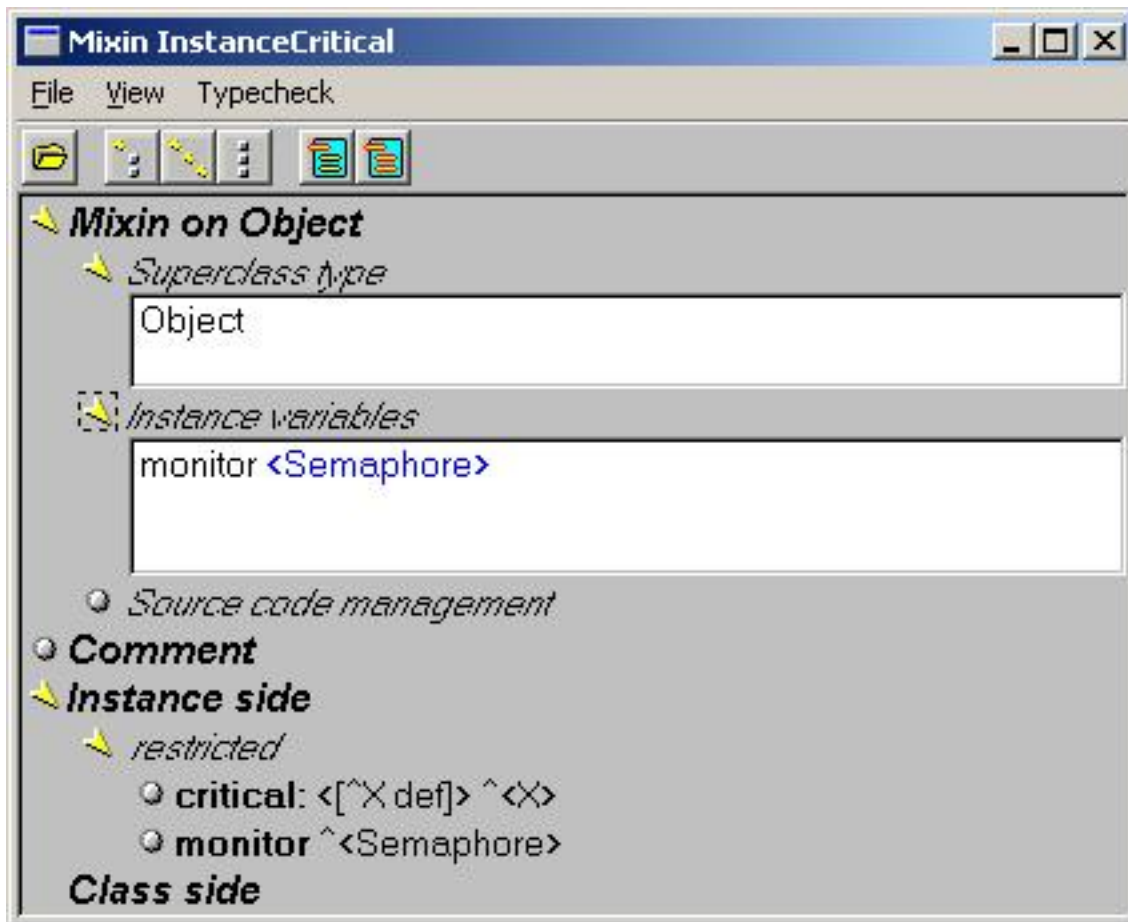 Mixin InstanceCritical
File View Typecheck
Mixin on Object
Superclass type
Object
Instance variables
monitor <Semaphore>
Source code management
Comment
Instance side
restricted
critical: <[^X def]> ^<X>
monitor ^<Semaphore>
Class side